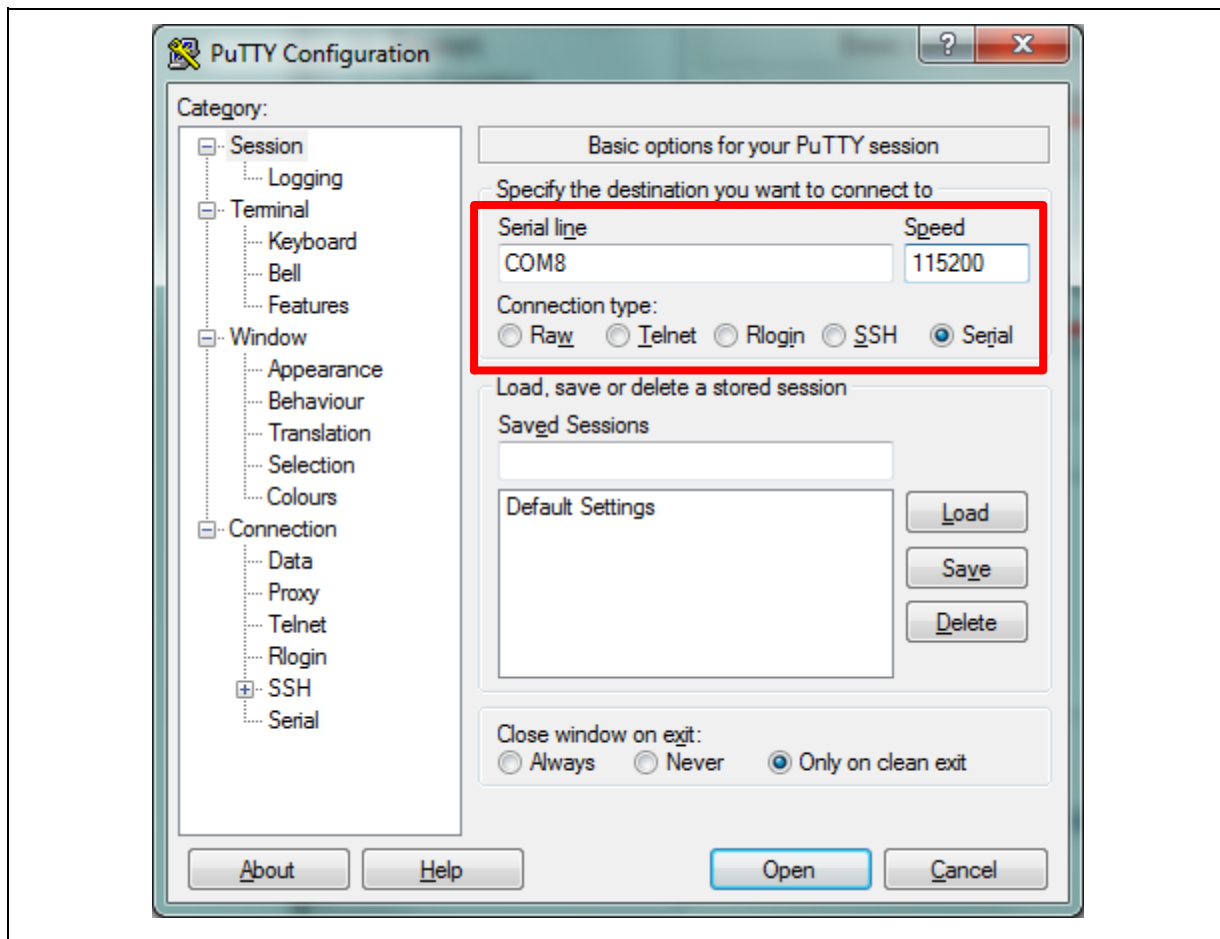 PuTTY Configuration
?
X
Category:
Session
Logging
Terminal
Keyboard
Bell
Features
Window
Appearance
Behaviour
Translation
Selection
Colours
Connection
Data
Proxy
Telnet
Rlogin
SSH
Serial
Basic options for your PuTTY session
Specify the destination you want to connect to
Serial line Speed
COM8 115200
Connection type:
Raw Telnet Rlogin SSH Serial
Load, save or delete a stored session
Saved Sessions
Default Settings
Load
Save
Delete
Close window on exit:
Always Never Only on clean exit
About Help Open Cancel